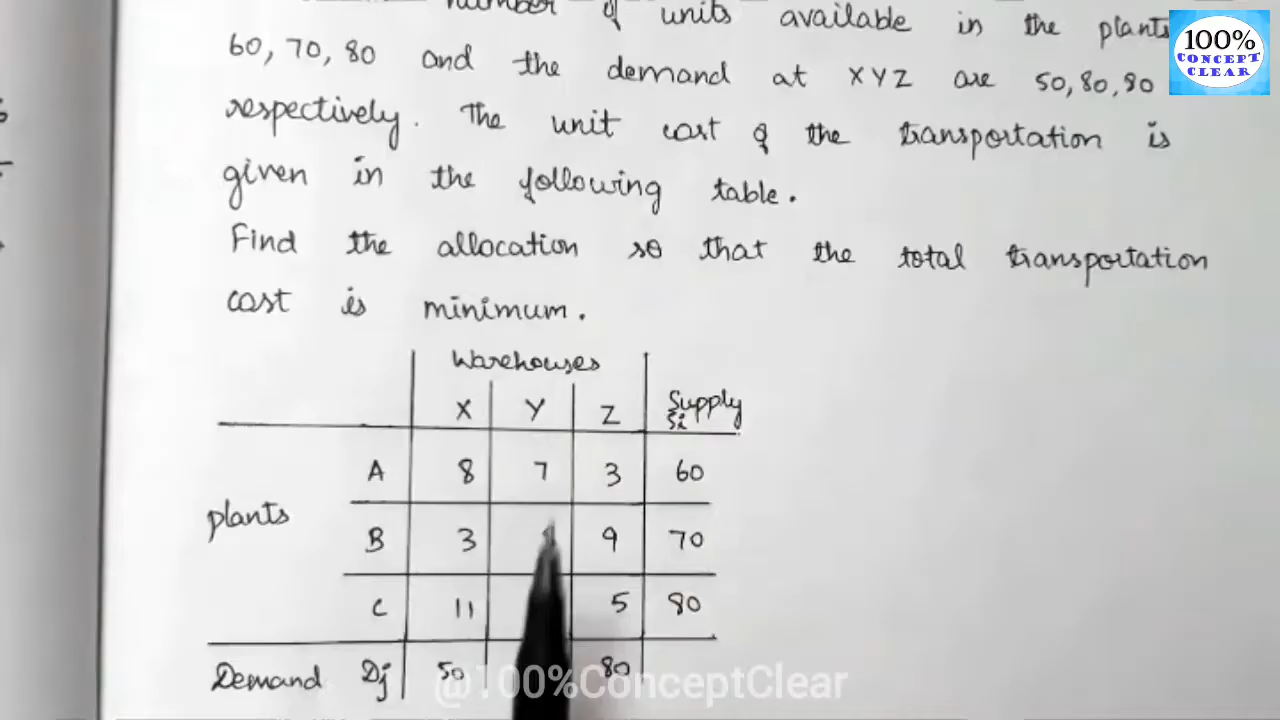 number of units available in the plants
60, 70, 80 and the demand at X Y Z are 50, 80, 80
respectively. The unit cost of the transportation is
given in the following table.
Find the allocation so that the total transportation
cost is minimum.
Warehouses
X Y Z Supply Si
A 8 7 3 60
plants
B 3 9 70
C 11 5 80
Demand Dj 50 80
100%
CONCEPT
CLEAR
@100%ConceptClear